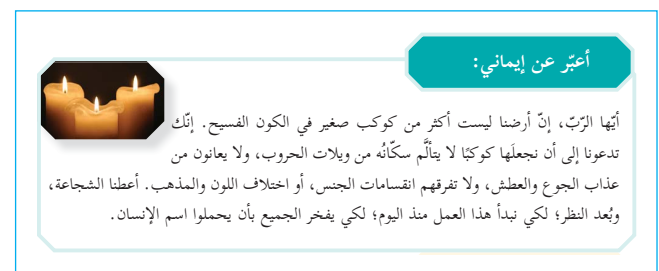 أعبّر عن إيماني:
أيّها الرّبّ، إنّ أرضنا ليست أكثر من كوكب صغير في الكون الفسيح. إنّك
تدعونا إلى أن نجعلَها كوكبًا لا يتألَّم سكّانُه من ويلات الحروب، ولا يعانون من
عذاب الجوع والعطش، ولا تفرقهم انقسامات الجنس، أو اختلاف اللون والمذهب. أعطنا الشجاعة،
وبُعد النظر؛ لكي نبدأ هذا العمل منذ اليوم؛ لكي يفخر الجميع بأن يحملوا اسم الإنسان.